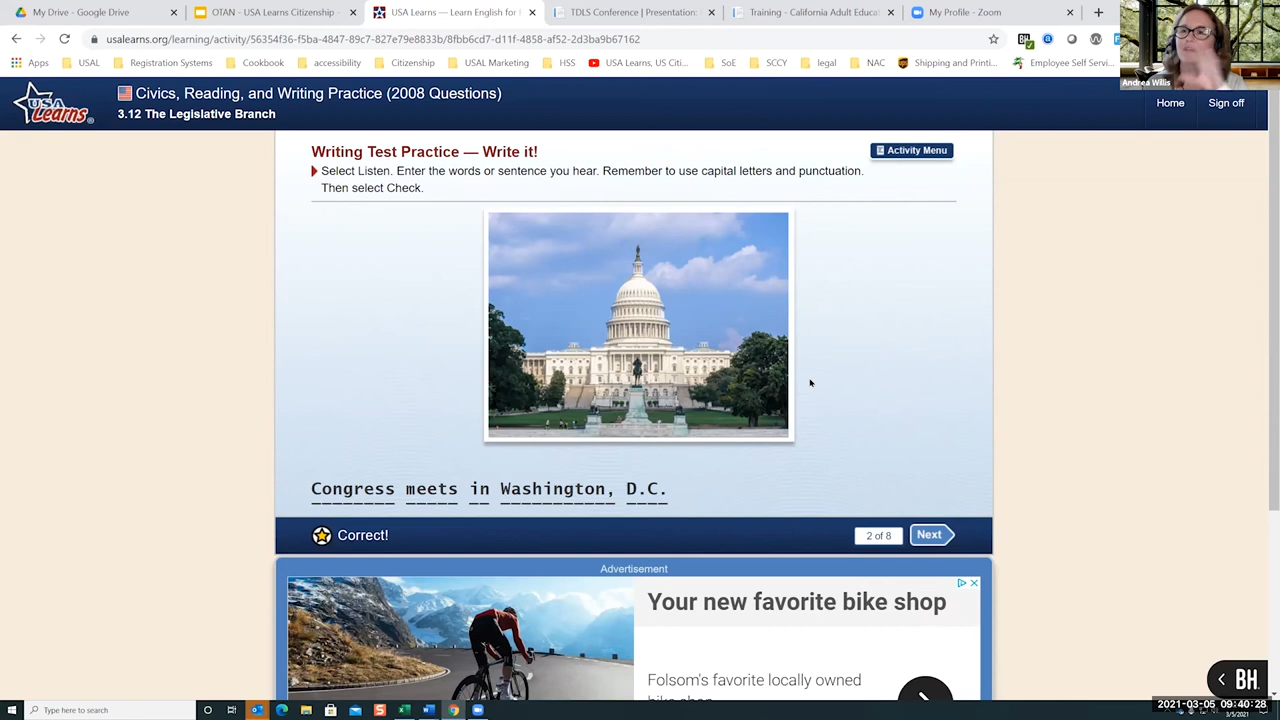 My Drive - Google Drive
OTAN - USA Learns Citizenship -
USA Learns — Learn English for
TDLS Conference | Presentation:
Training - California Adult Educ
My Profile - Zoom
usalearns.org/learning/activity/56354f36-f5ba-4847-89c7-827e79e8833b/8fbb6cd7-d11f-4858-af52-2d3ba9b67162
Apps
USAL
Registration Systems
Cookbook
accessibility
Citizenship
USA Learns Marketing
HSS
USA Learns, US Citi...
SoE
SCCY
legal
NAC
Shipping and Printi...
Employee Self Servi...
Andrea Willis
USA Learns
Civics, Reading, and Writing Practice (2008 Questions)
3.12 The Legislative Branch
Home
Sign off
Writing Test Practice — Write it!
Activity Menu
Select Listen. Enter the words or sentence you hear. Remember to use capital letters and punctuation.
Then select Check.
Congress meets in Washington, D.C.
Correct!
2 of 8
Next
Advertisement
Your new favorite bike shop
Folsom's favorite locally owned
bike shop
BH
Type here to search
2021-03-05 09:40:28
3/5/2021